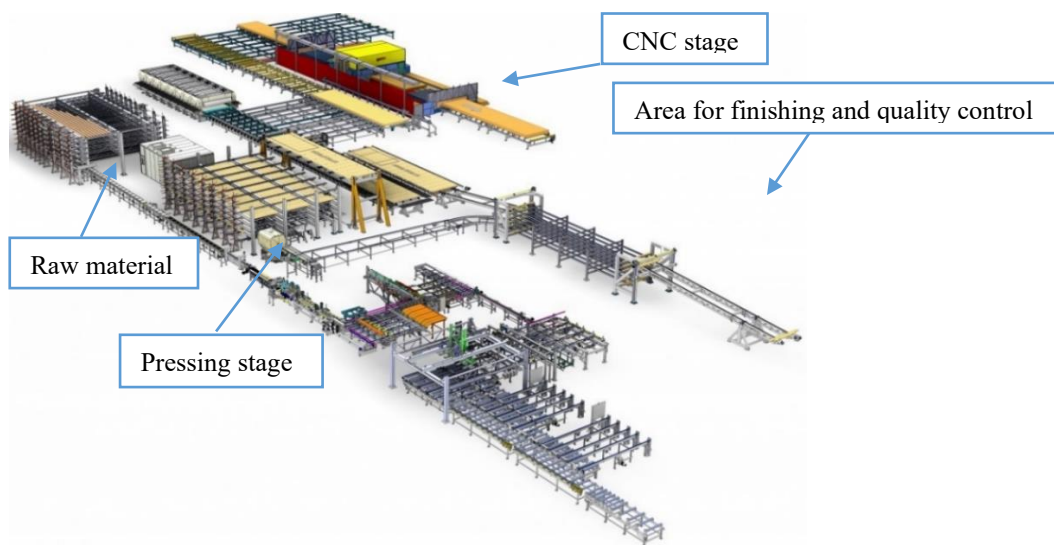 CNC stage
Area for finishing and quality control
Raw material
Pressing stage